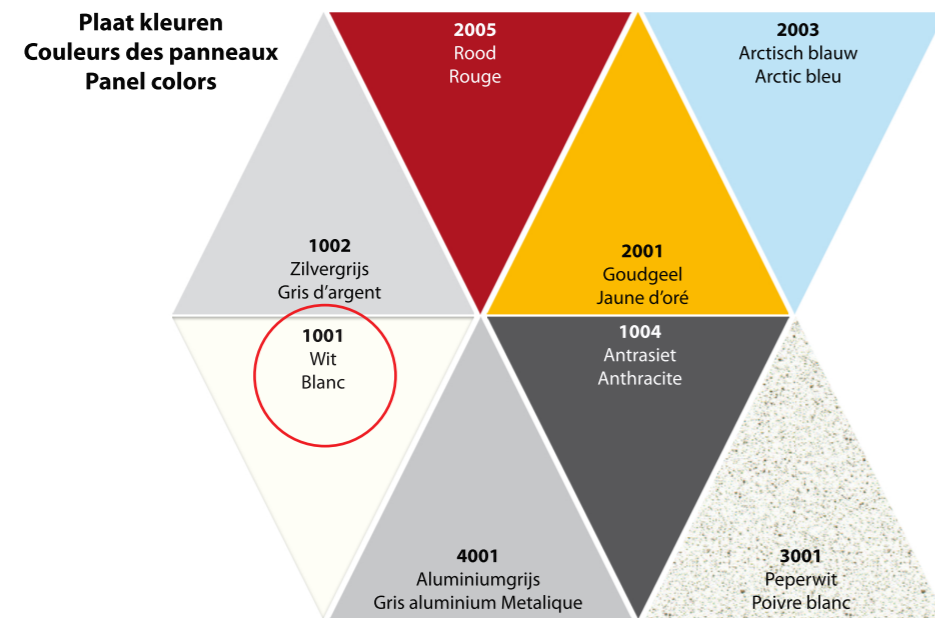 Plaat kleuren
Couleurs des panneaux
Panel colors
2005
Rood
Rouge
2003
Arctisch blauw
Arctic bleu
1002
Zilvergrijs
Gris d’argent
2001
Goudgeel
Jaune d’oré
1001
Wit
Blanc
1004
Antrasiet
Anthracite
4001
Aluminiumgrijs
Gris aluminium Metalique
3001
Peperwit
Poivre blanc